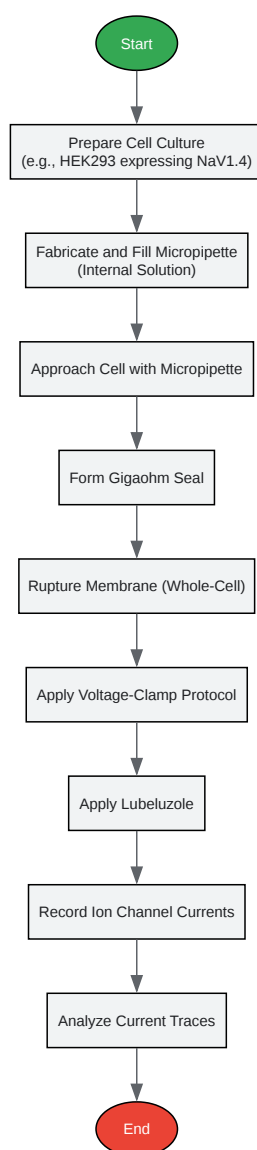 Start
Prepare Cell Culture
(e.g., HEK293 expressing NaV1.4)
Fabricate and Fill Micropipette
(Internal Solution)
Approach Cell with Micropipette
Form Gigaohm Seal
Rupture Membrane (Whole-Cell)
Apply Voltage-Clamp Protocol
Apply Lubeluzole
Record Ion Channel Currents
Analyze Current Traces
End